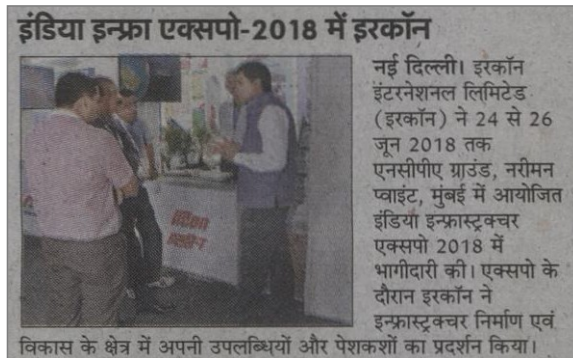 इंडिया इन्फ्रा एक्सपो-2018 में इरकॉन
नई दिल्ली। इरकॉन
इंटरनेशनल लिमिटेड
(इरकॉन) ने 24 से 26
जून 2018 तक
एनसीपीए ग्राउंड, नरीमन
प्वाइंट, मुंबई में आयोजित
इंडिया इन्फ्रास्ट्रक्चर
एक्सपो 2018 में
भागीदारी की। एक्सपो के
दौरान इरकॉन ने
इन्फ्रास्ट्रक्चर निर्माण एवं
विकास के क्षेत्र में अपनी उपलब्धियों और पेशकशों का प्रदर्शन किया।